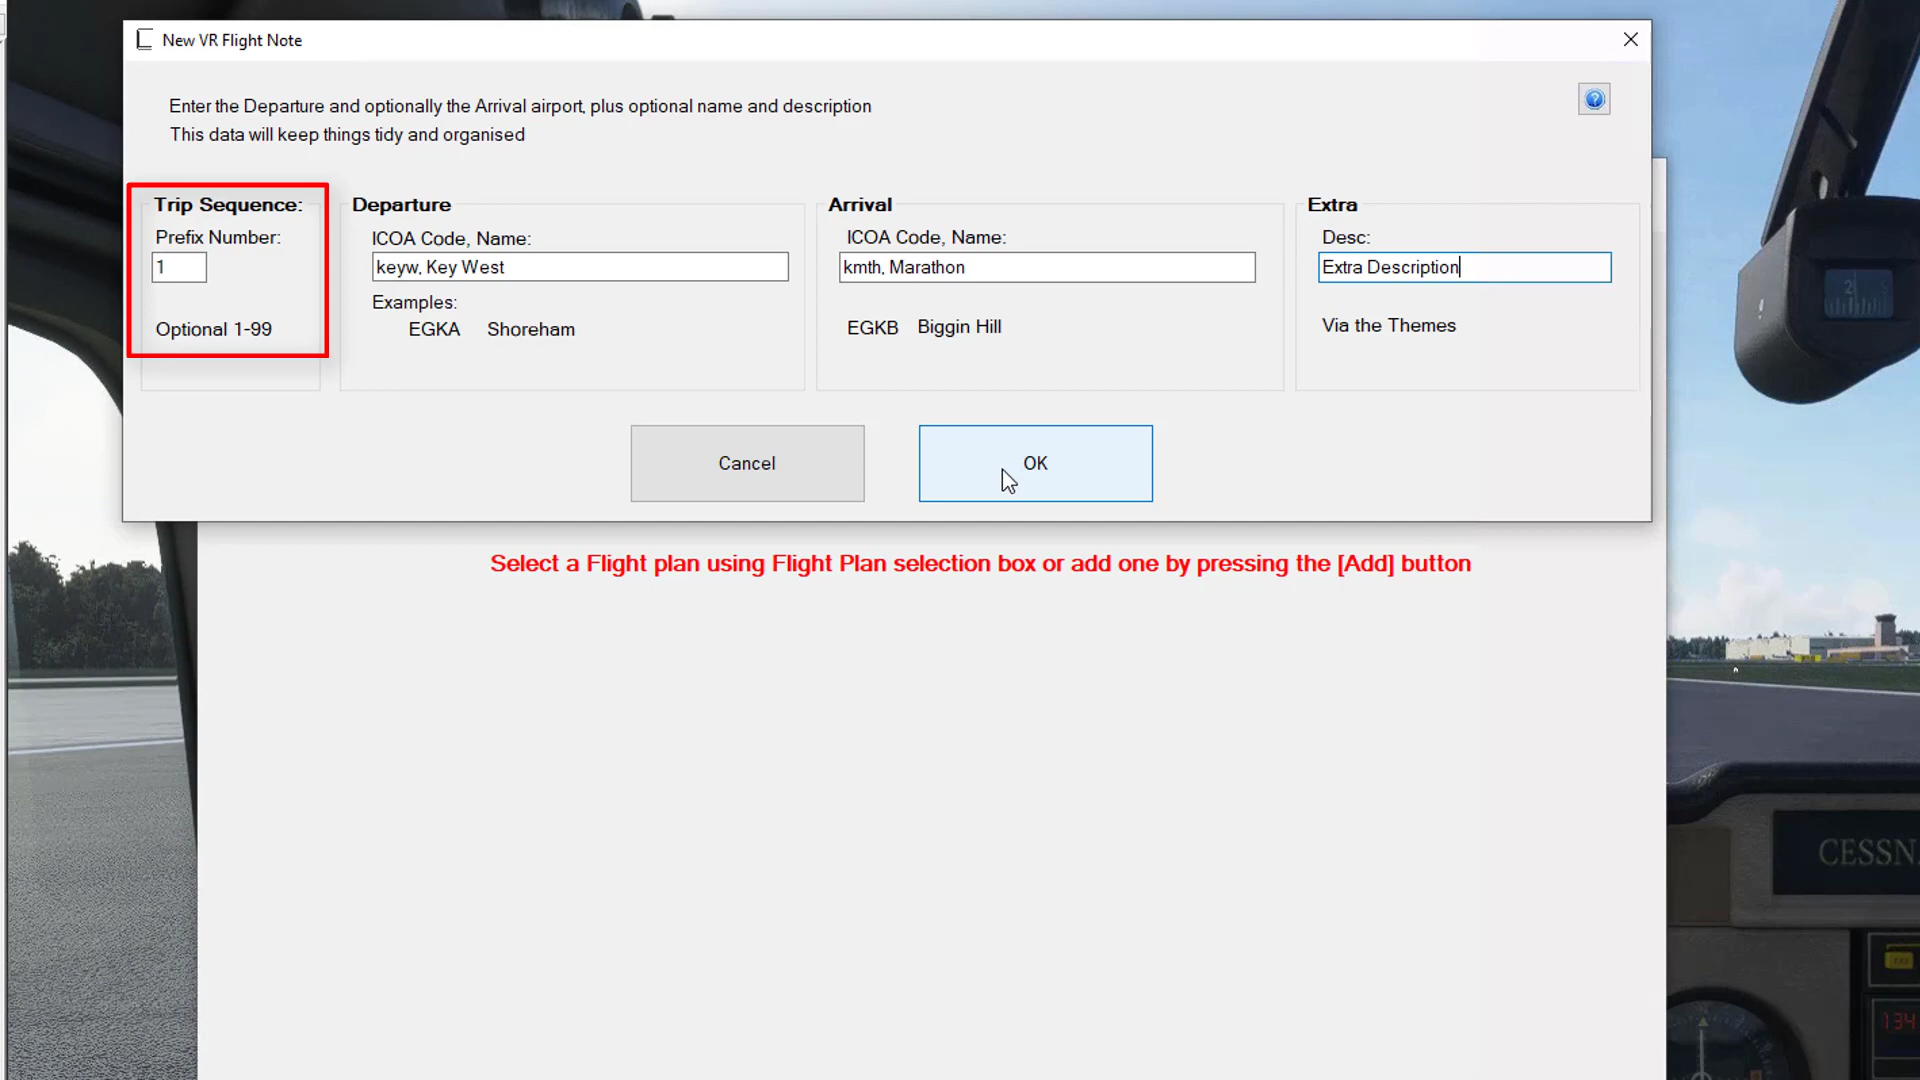 New VR Flight Note
Enter the Departure and optionally the Arrival airport, plus optional name and description
This data will keep things tidy and organised
Trip Sequence:
Prefix Number:
1
Optional 1-99
Departure
ICOA Code, Name:
keyw, Key West
Examples:
EGKA Shoreham
Arrival
ICOA Code, Name:
kmth, Marathon
EGKB Biggin Hill
Extra
Desc:
Extra Description
Via the Themes
Cancel
OK
Select a Flight plan using Flight Plan selection box or add one by pressing the [Add] button
2
CESSN
134